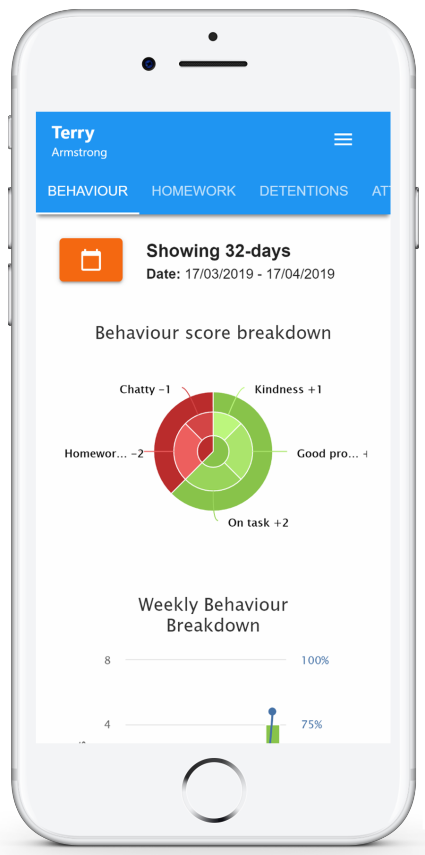 Terry
Armstrong
BEHAVIOUR HOMEWORK DETENTIONS AT
Showing 32-days
Date: 17/03/2019 - 17/04/2019
Behaviour score breakdown
Chatty −1
Kindness +1
Homewor... −2
Good pro...
On task +2
Weekly Behaviour
Breakdown
8
100%
4
75%